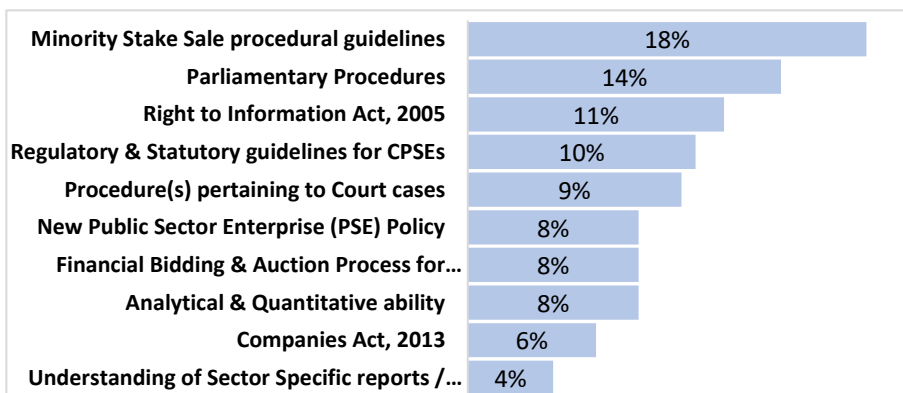 Minority Stake Sale procedural guidelines 18%
Parliamentary Procedures 14%
Right to Information Act, 2005 11%
Regulatory & Statutory guidelines for CPSEs 10%
Procedure(s) pertaining to Court cases 9%
New Public Sector Enterprise (PSE) Policy 8%
Financial Bidding & Auction Process for... 8%
Analytical & Quantitative ability 8%
Companies Act, 2013 6%
Understanding of Sector Specific reports /... 4%